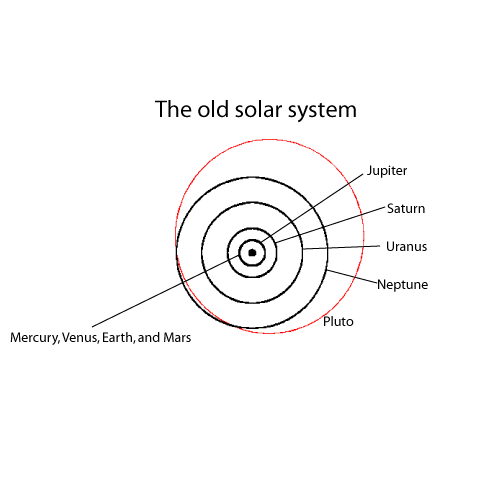 The old solar system
Jupiter
Saturn
Uranus
Neptune
Pluto
Mercury, Venus, Earth, and Mars